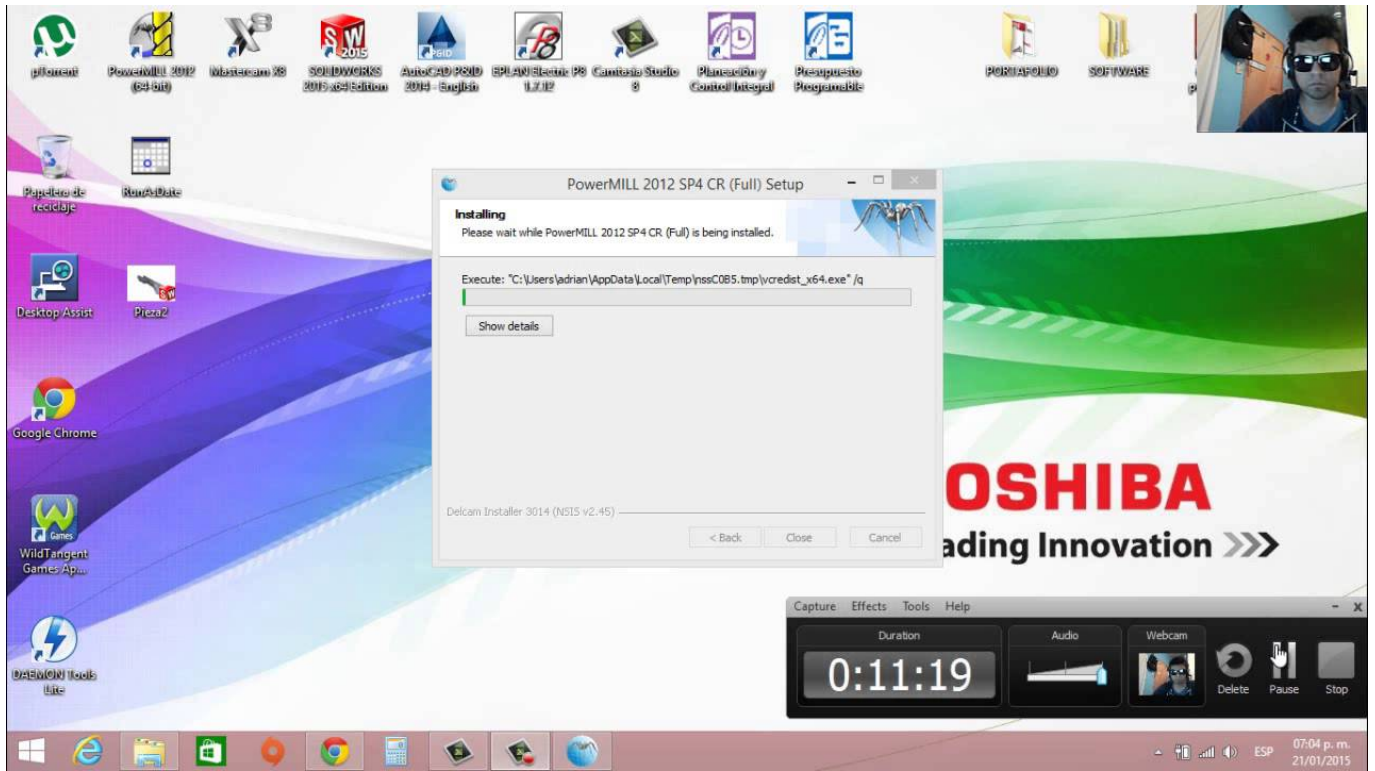 µTorrent
PowerMILL 2012
(64-bit)
Mastercam X8
SW
2015
SOLIDWORKS
2015 x64 Edition
P&ID
AutoCAD P&ID
2014 - English
P8
EPLAN Electric P8
Camtasia Studio
8
Planeación y
Control Integral
Presupuesto
Programable
PORTAFOLIO
SOFTWARE
Papelera de
reciclaje
Desktop Assist
Pieza2
Google Chrome
Games
WildTangent
Games Ap...
DAEMON Tools
Lite
PowerMILL 2012 SP4 CR (Full) Setup
Installing
Please wait while PowerMILL 2012 SP4 CR (Full) is being installed.
Execute: "C:\Users\adrian\AppData\Local\Temp\nssC0B5.tmp\vcredist_x64.exe" /q
Show details
Delcam Installer 3014 (NSIS v2.45)
< Back Close Cancel
OSHIBA
ading Innovation >>>
Capture Effects Tools Help
Duration Audio Webcam
0:11:19
Delete Pause Stop
ESP
07:04 p. m.
21/01/2015